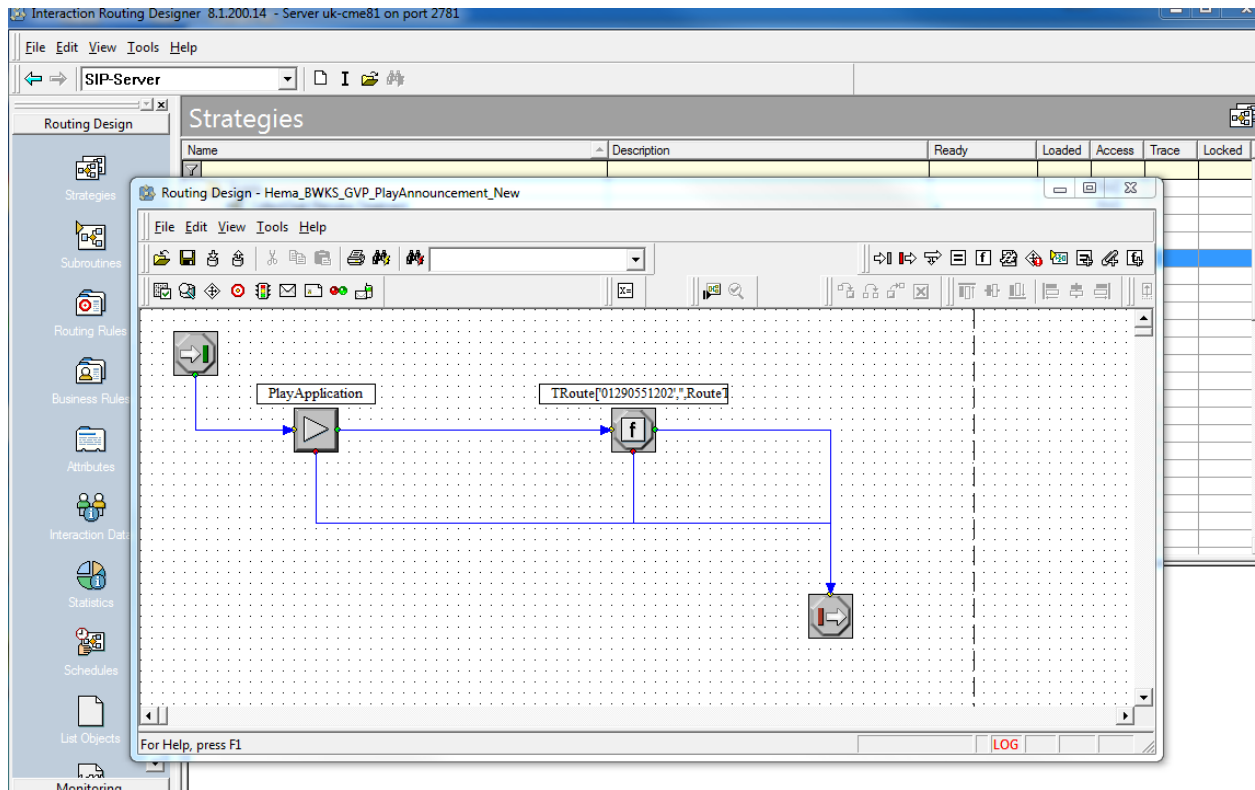 Interaction Routing Designer 8.1.200.14 - Server uk-cme81 on port 2781
File Edit View Tools Help
SIP-Server
Routing Design
Strategies
Name Description Ready Loaded Access Trace Locked
Strategies
Routing Design - Hema_BWKS_GVP_PlayAnnouncement_New
File Edit View Tools Help
Subroutines
Routing Rules
PlayApplication
TRoute['01290551202','',RouteT
Business Rules
Attributes
Interaction Data
Statistics
Schedules
List Objects
For Help, press F1
LOG
Monitoring